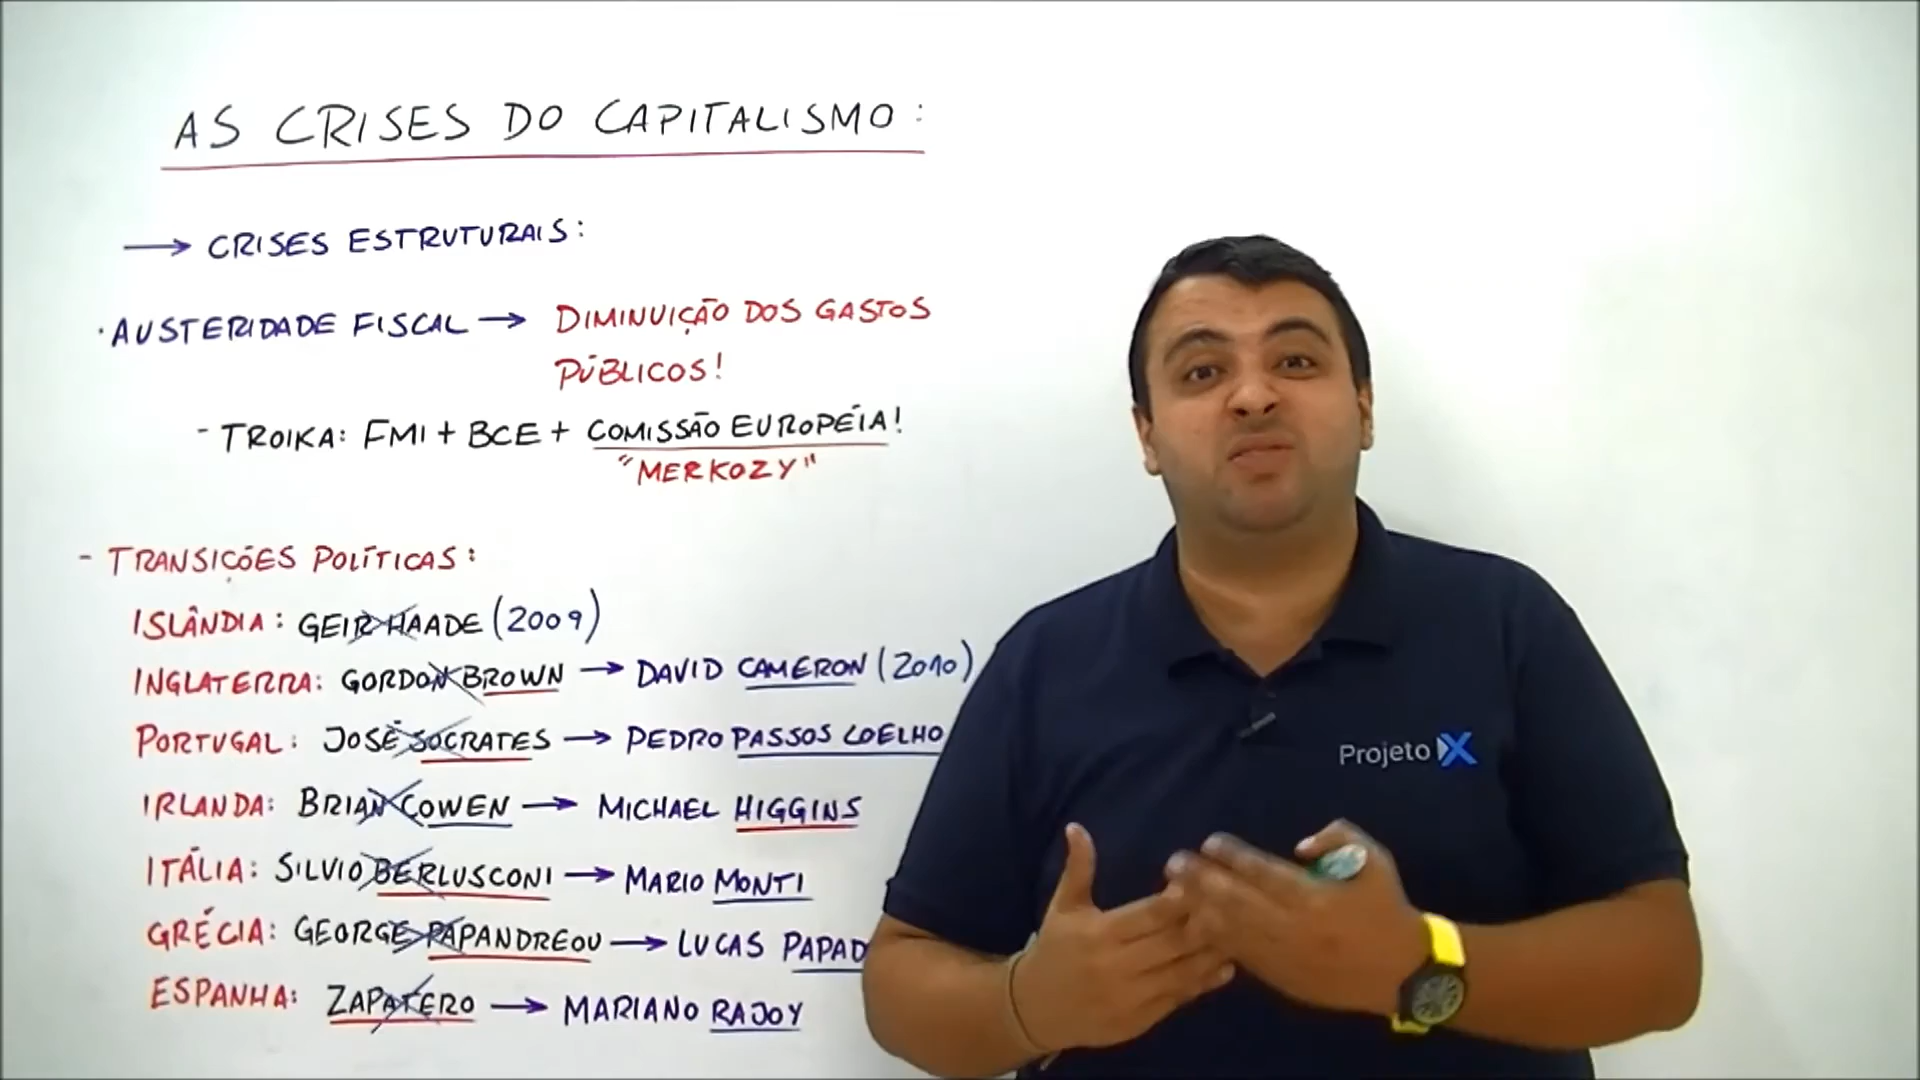 AS CRISES DO CAPITALISMO:
→ CRISES ESTRUTURAIS:
· AUSTERIDADE FISCAL → DIMINUIÇÃO DOS GASTOS
PÚBLICOS!
- TROIKA: FMI + BCE + COMISSÃO EUROPÉIA!
"MERKOZY"
- TRANSIÇÕES POLÍTICAS:
ISLÂNDIA: GEIR HAADE (2009)
INGLATERRA: GORDON BROWN → DAVID CAMERON (2010)
PORTUGAL: JOSÉ SÓCRATES → PEDRO PASSOS COELHO
IRLANDA: BRIAN COWEN → MICHAEL HIGGINS
ITÁLIA: SILVIO BERLUSCONI → MARIO MONTI
GRÉCIA: GEORGE PAPANDREOU → LUCAS PAPAD
ESPANHA: ZAPATERO → MARIANO RAJOY
Projeto X